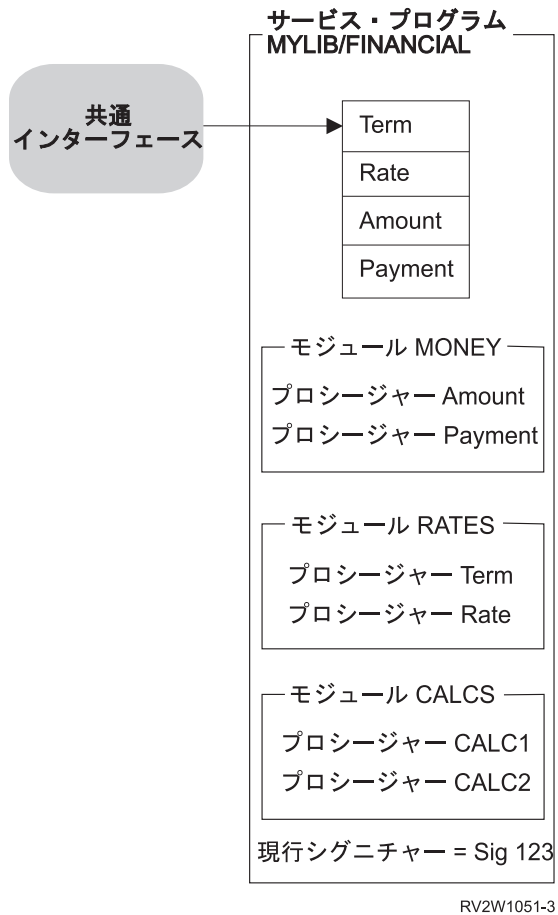 サービス・プログラム
MYLIB/FINANCIAL
共通
インターフェース
Term
Rate
Amount
Payment
モジュール MONEY
プロシージャー Amount
プロシージャー Payment
モジュール RATES
プロシージャー Term
プロシージャー Rate
モジュール CALCS
プロシージャー CALC1
プロシージャー CALC2
現行シグニチャー = Sig 123
RV2W1051-3